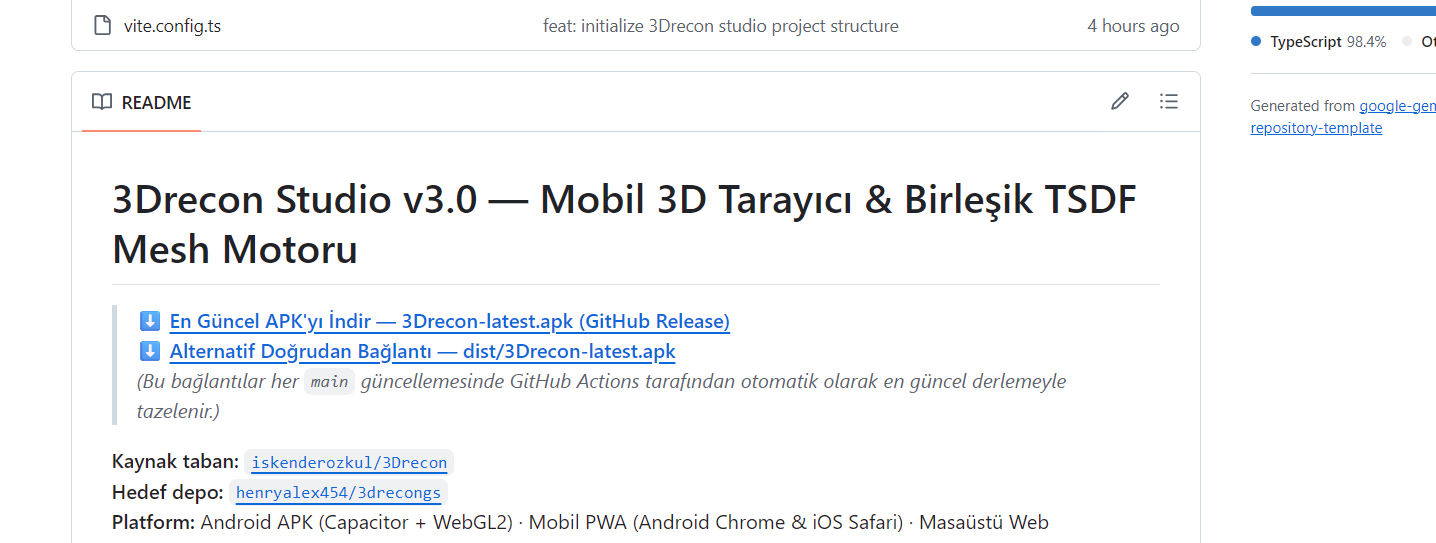 vite.config.ts feat: initialize 3Drecon studio project structure 4 hours ago
TypeScript 98.4%
README
Generated from
repository-template
3Drecon Studio v3.0 — Mobil 3D Tarayıcı & Birleşik TSDF
Mesh Motoru
En Güncel APK'yı İndir — 3Drecon-latest.apk (GitHub Release)
Alternatif Doğrudan Bağlantı — dist/3Drecon-latest.apk
(Bu bağlantılar her main güncellemesinde GitHub Actions tarafından otomatik olarak en güncel derlemeyle
tazelenir.)
Kaynak taban: iskenderozkul/3Drecon
Hedef depo: henryalex454/3drecongs
Platform: Android APK (Capacitor + WebGL2) · Mobil PWA (Android Chrome & iOS Safari) · Masaüstü Web